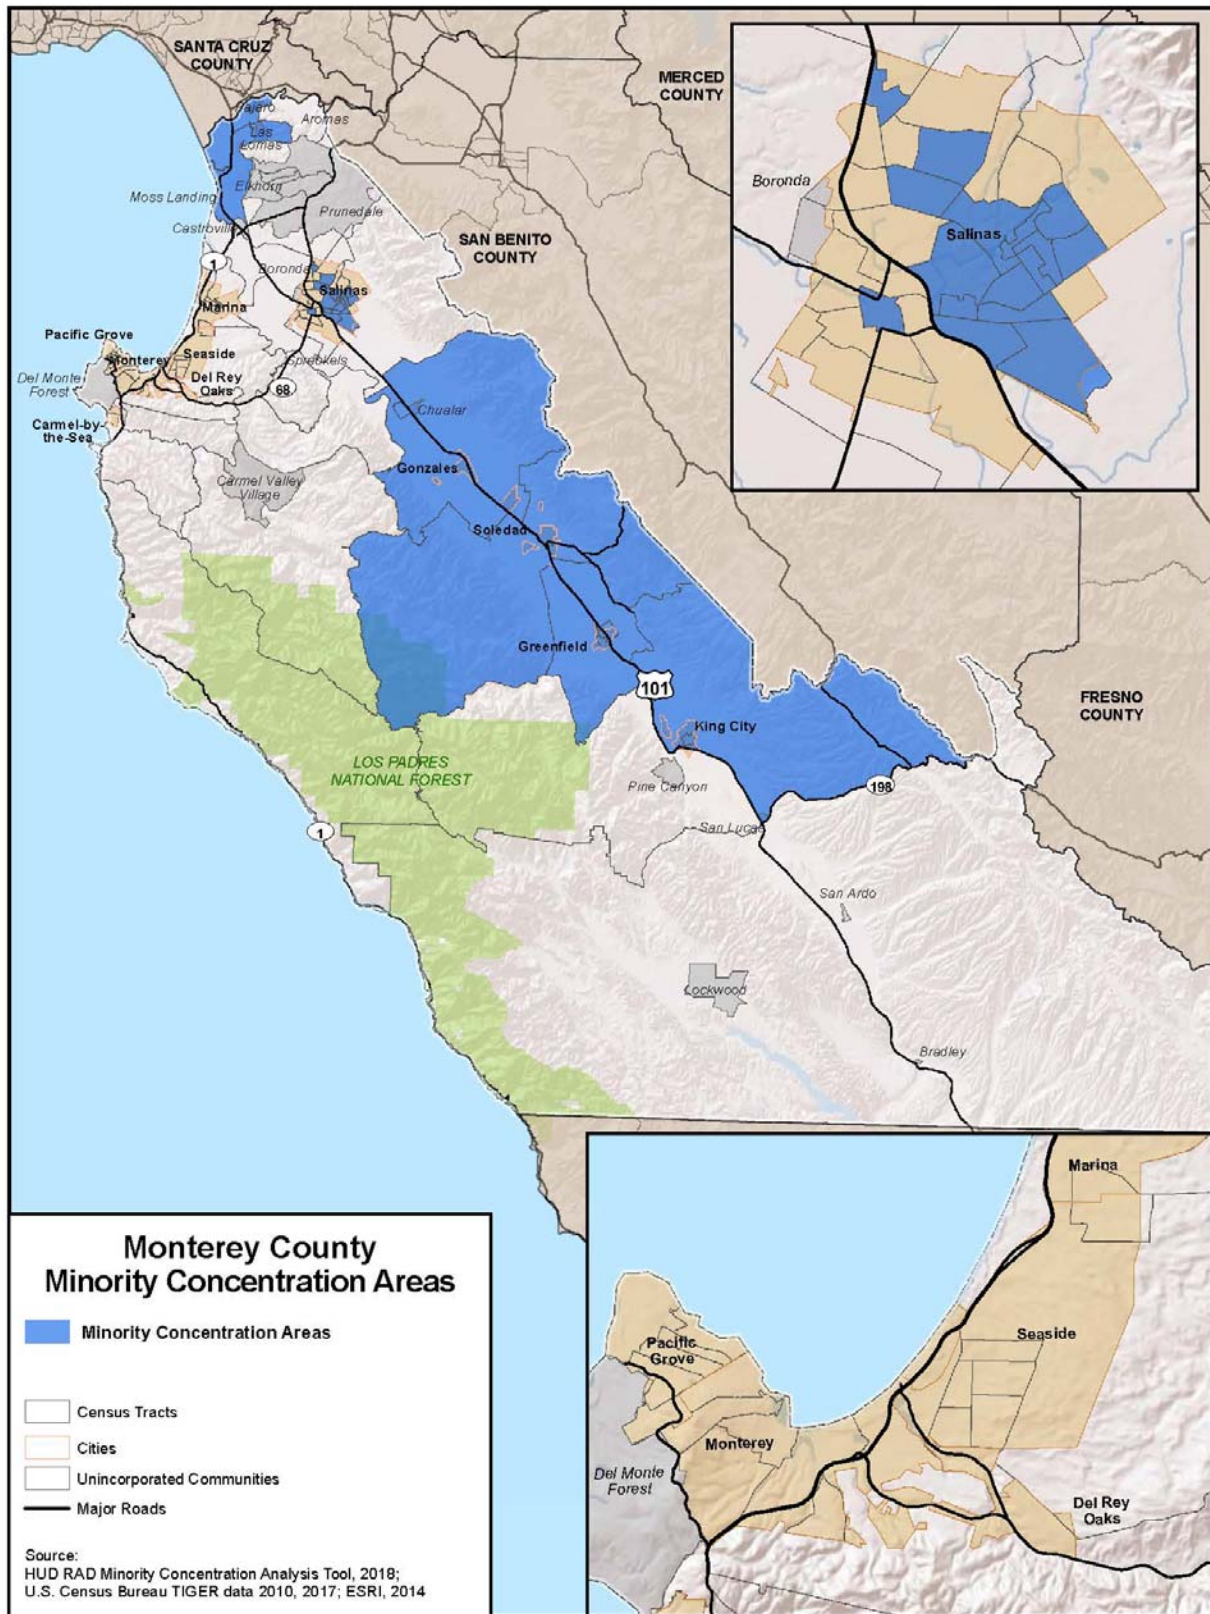 SANTA CRUZ
COUNTY
MERCED
COUNTY
Pajaro
Aromas
Las
Lomas
Elkhorn
Moss Landing
Prunedale
Castroville
SAN BENITO
COUNTY
1
Boronda
Salinas
Marina
Pacific Grove
Monterey
Seaside
Spreckels
Del Monte
Forest
Del Rey
Oaks
68
Carmel-by-
the-Sea
Chualar
Gonzales
Carmel Valley
Village
Soledad
Greenfield
101
King City
FRESNO
COUNTY
LOS PADRES
NATIONAL FOREST
Pine Canyon
198
1
San Lucas
San Ardo
Lockwood
Bradley
Boronda
Salinas
Marina
Seaside
Pacific
Grove
Monterey
Del Monte
Forest
Del Rey
Oaks
Monterey County
Minority Concentration Areas
Minority Concentration Areas
Census Tracts
Cities
Unincorporated Communities
Major Roads
Source:
HUD RAD Minority Concentration Analysis Tool, 2018;
U.S. Census Bureau TIGER data 2010, 2017; ESRI, 2014